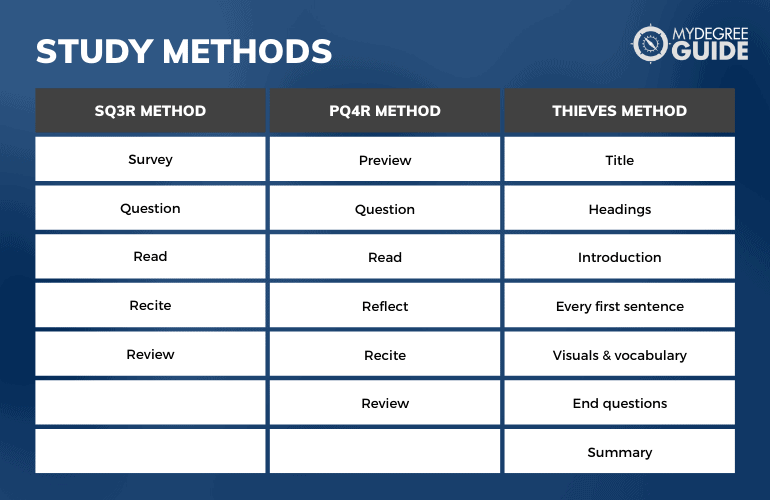 STUDY METHODS
MYDEGREE
GUIDE
SQ3R METHOD PQ4R METHOD THIEVES METHOD
Survey Preview Title
Question Question Headings
Read Read Introduction
Recite Reflect Every first sentence
Review Recite Visuals & vocabulary
Review End questions
Summary